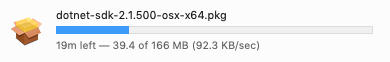 dotnet-sdk-2.1.500-osx-x64.pkg
19m left — 39.4 of 166 MB (92.3 KB/sec)